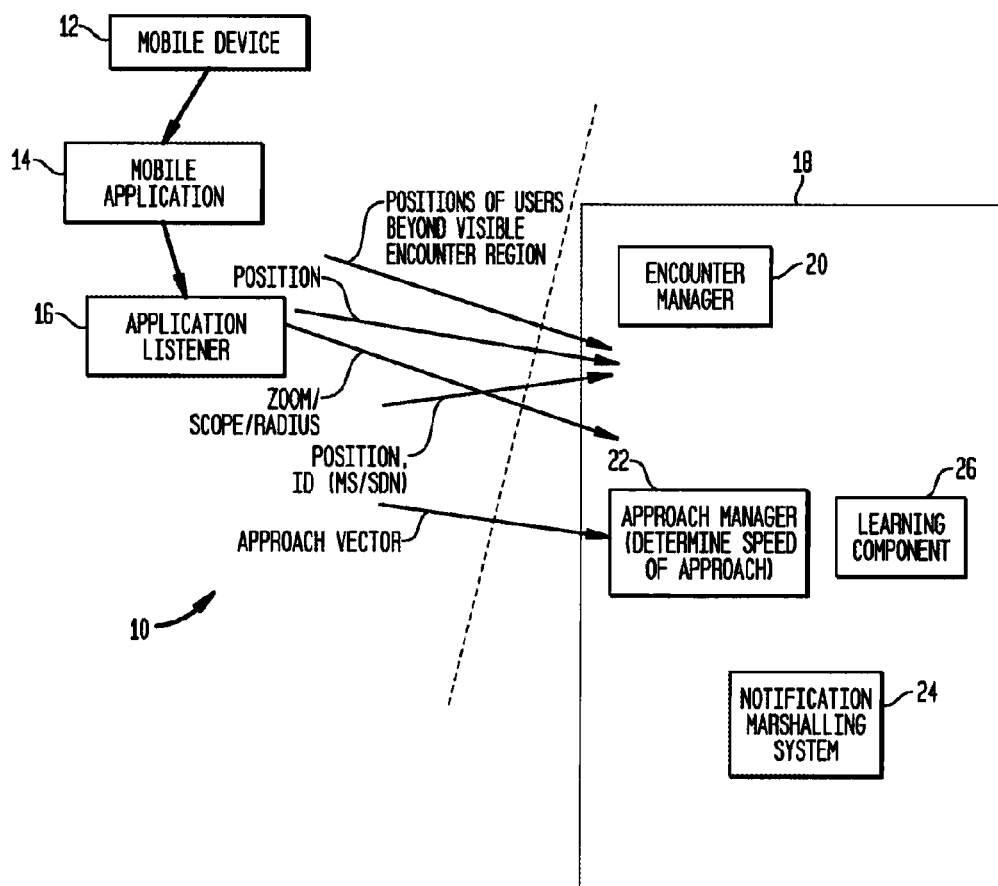 12
MOBILE DEVICE
14
MOBILE
APPLICATION
16
APPLICATION
LISTENER
POSITIONS OF USERS
BEYOND VISIBLE
ENCOUNTER REGION
POSITION
ZOOM/
SCOPE/RADIUS
POSITION,
ID (MS/SDN)
APPROACH VECTOR
10
18
ENCOUNTER
MANAGER
20
22
APPROACH MANAGER
(DETERMINE SPEED
OF APPROACH)
26
LEARNING
COMPONENT
NOTIFICATION
MARSHALLING
SYSTEM
24